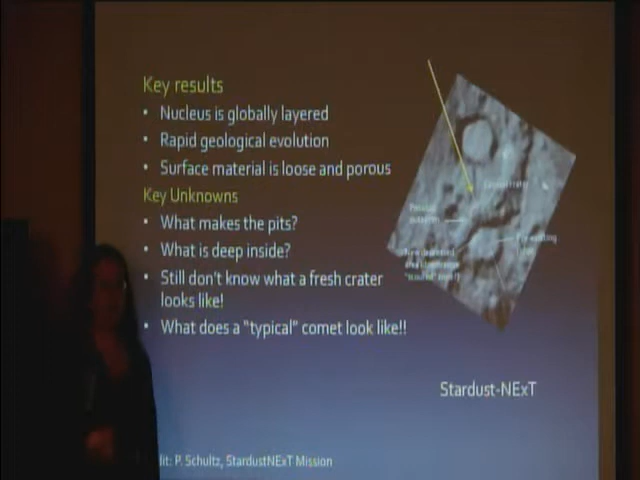 Key results
• Nucleus is globally layered
• Rapid geological evolution
• Surface material is loose and porous
Key Unknowns
• What makes the pits?
• What is deep inside?
• Still don't know what a fresh crater
looks like!
• What does a "typical" comet look like!!
Stardust-NExT
dit: P. Schultz, StardustNExT Mission